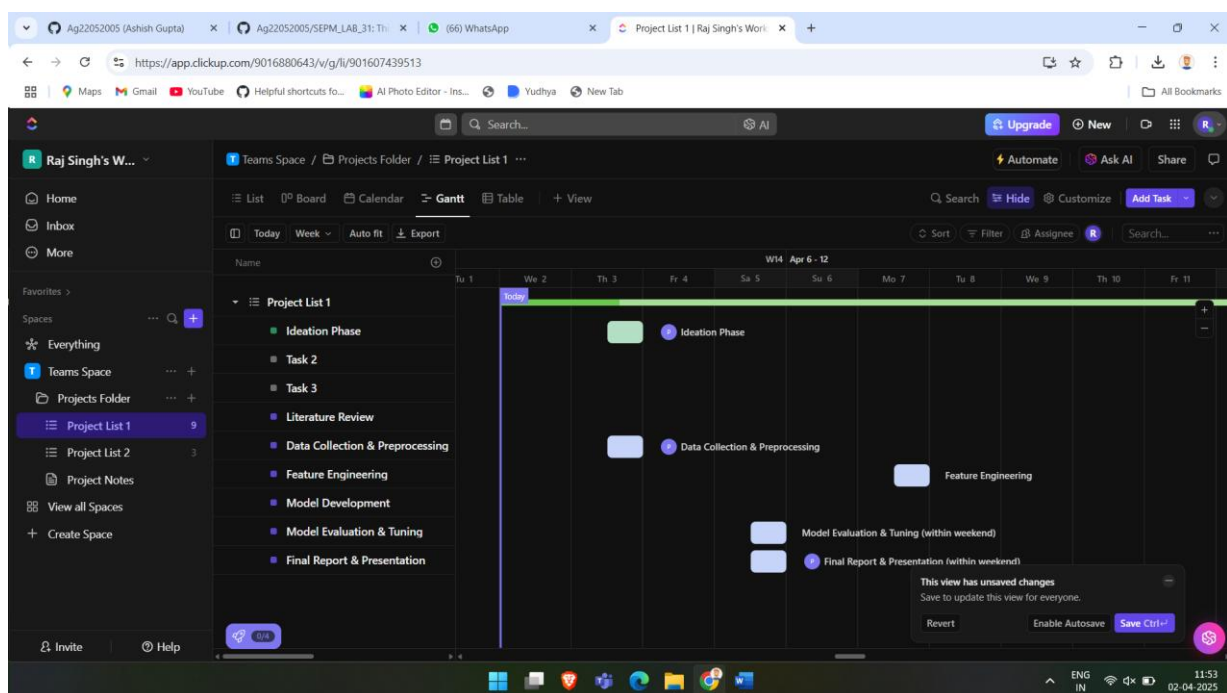 Ag22052005 (Ashish Gupta)
Ag22052005/SEPM_LAB_31: Th
(66) WhatsApp
Project List 1 | Raj Singh's Work
https://app.clickup.com/9016880643/v/g/li/901607439513
Maps
Gmail
YouTube
Helpful shortcuts fo...
AI Photo Editor - Ins...
Yudhya
New Tab
All Bookmarks
Search...
AI
Upgrade
New
R
R Raj Singh's W...
T Teams Space / Projects Folder / Project List 1 ...
Automate
Ask AI
Share
Home
Inbox
More
List
Board
Calendar
Gantt
Table
+ View
Search
Hide
Customize
Add Task
Today
Week
Auto fit
Export
Sort
Filter
Assignee
R
Search...
Favorites >
Spaces
Everything
T Teams Space
Projects Folder
Project List 1 9
Project List 2 3
Project Notes
View all Spaces
+ Create Space
Invite
Help
Name
W14 Apr 6 - 12
Tu 1 We 2 Th 3 Fr 4 Sa 5 Su 6 Mo 7 Tu 8 We 9 Th 10 Fr 11
Today
Project List 1
Ideation Phase
Task 2
Task 3
Literature Review
Data Collection & Preprocessing
Feature Engineering
Model Development
Model Evaluation & Tuning
Final Report & Presentation
Ideation Phase
Data Collection & Preprocessing
Feature Engineering
Model Evaluation & Tuning (within weekend)
Final Report & Presentation (within weekend)
This view has unsaved changes
Save to update this view for everyone.
Revert
Enable Autosave
Save Ctrl+↵
0/4
ENG
IN
11:53
02-04-2025